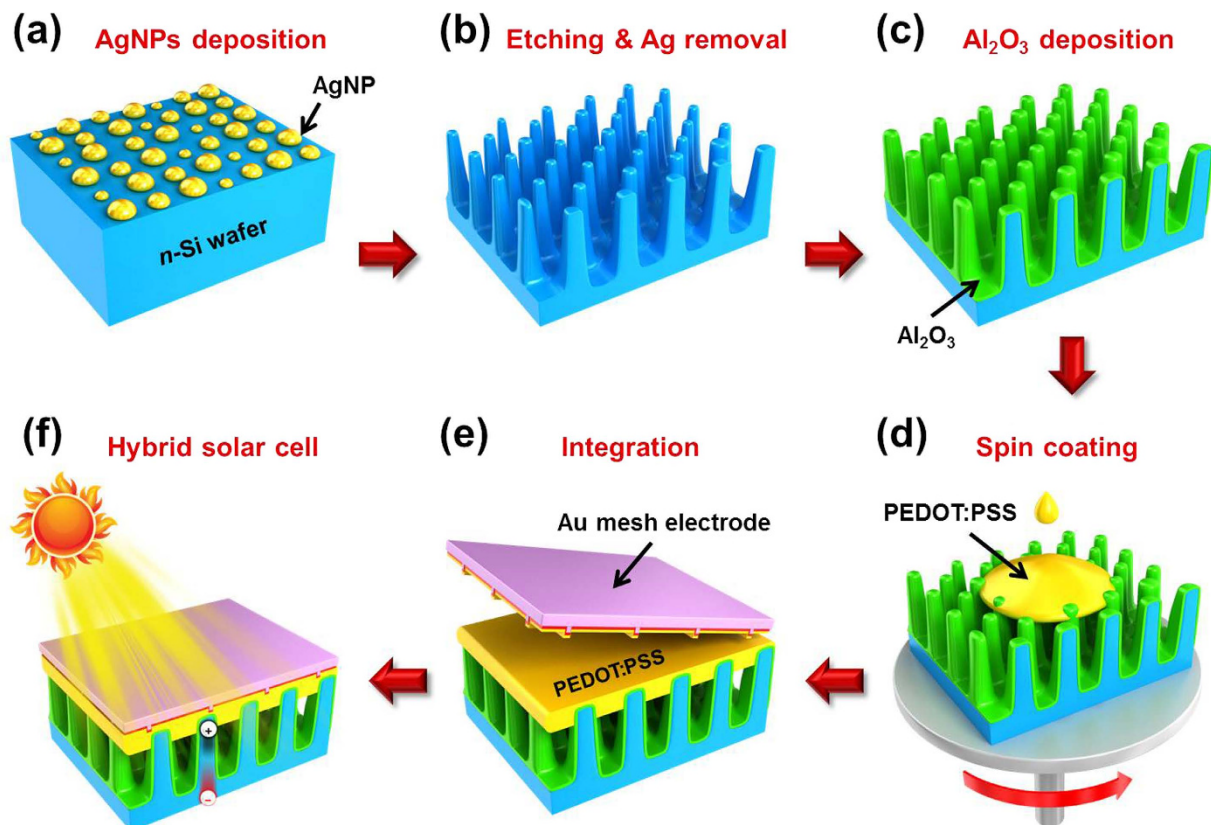 (a) AgNPs deposition
AgNP
n-Si wafer
(b) Etching & Ag removal
(c) Al₂O₃ deposition
Al₂O₃
(d) Spin coating
PEDOT:PSS
(e) Integration
Au mesh electrode
PEDOT:PSS
(f) Hybrid solar cell
+
−